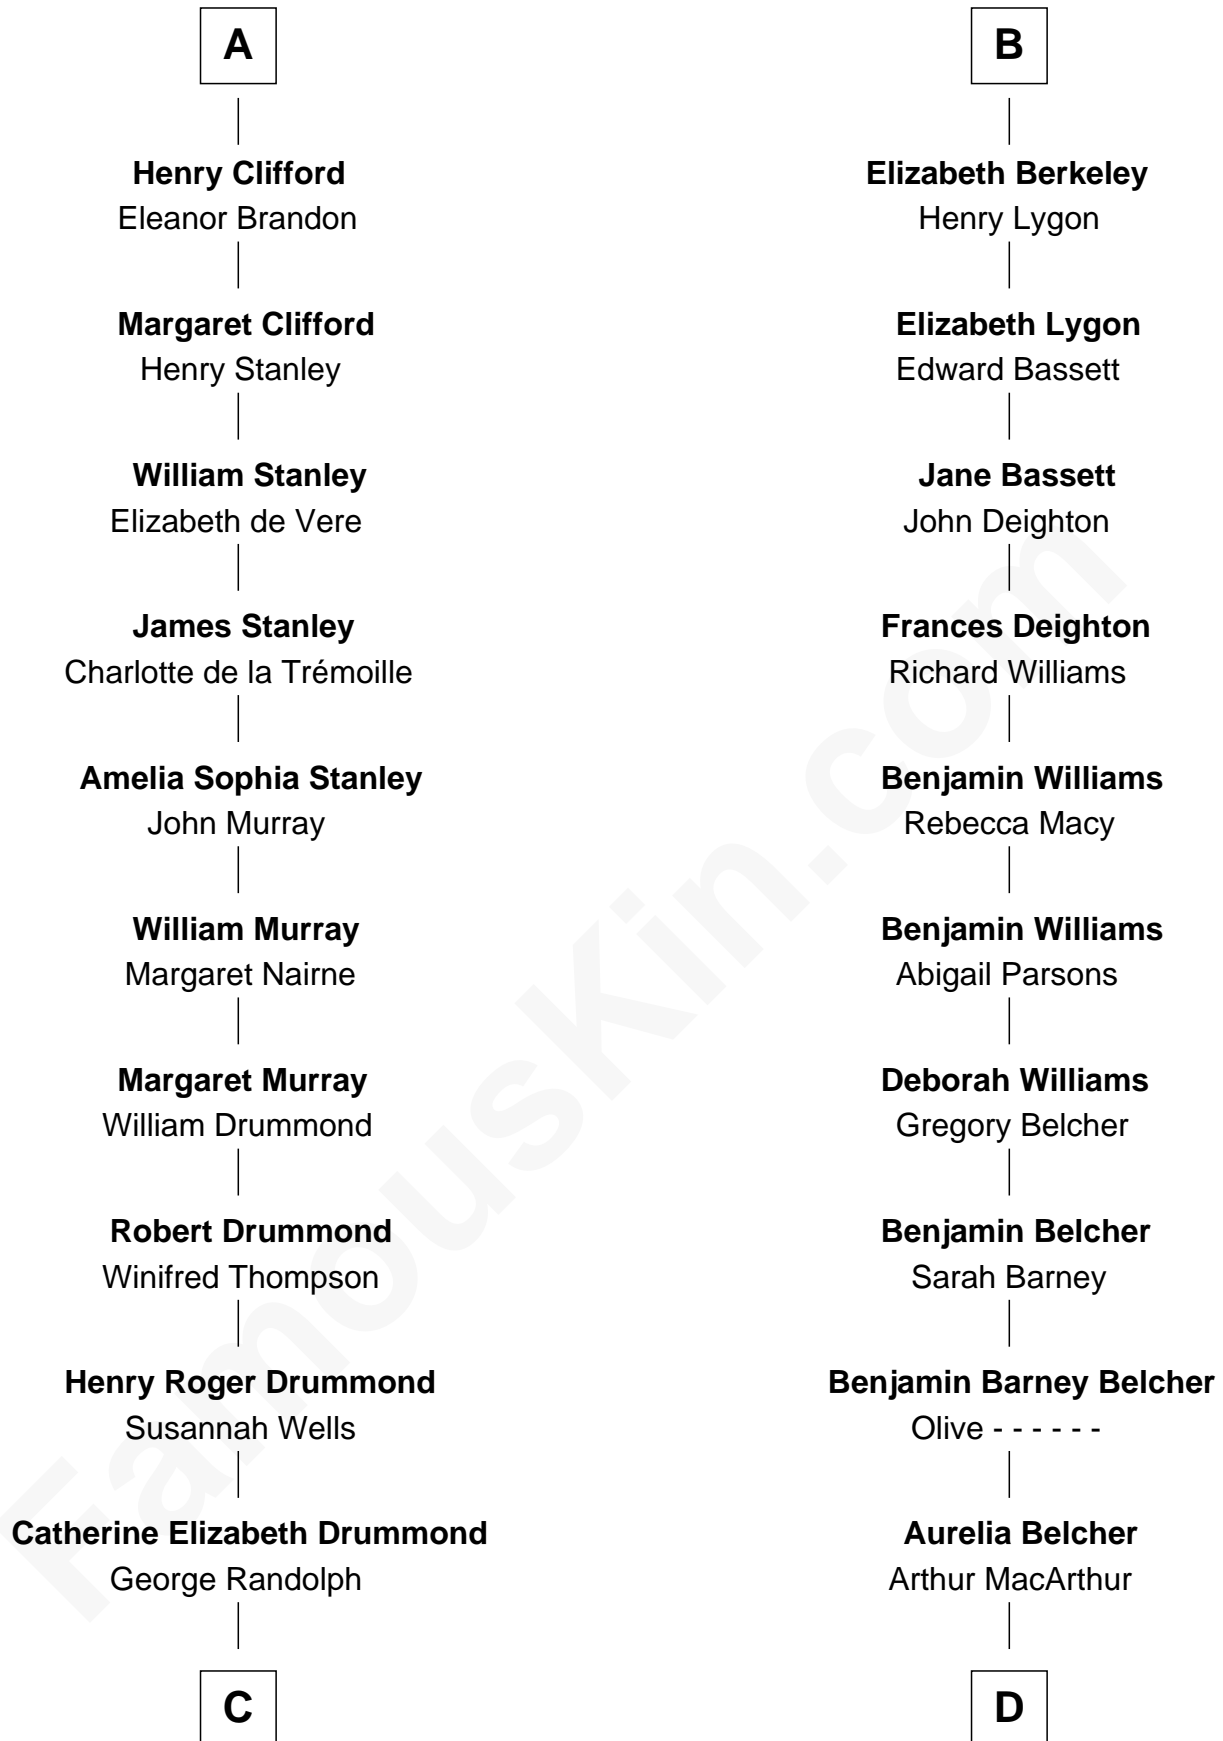 A
Henry Clifford
Eleanor Brandon
Margaret Clifford
Henry Stanley
William Stanley
Elizabeth de Vere
James Stanley
Charlotte de la Trémoille
Amelia Sophia Stanley
John Murray
William Murray
Margaret Nairne
Margaret Murray
William Drummond
Robert Drummond
Winifred Thompson
Henry Roger Drummond
Susannah Wells
Catherine Elizabeth Drummond
George Randolph
C
B
Elizabeth Berkeley
Henry Lygon
Elizabeth Lygon
Edward Bassett
Jane Bassett
John Deighton
Frances Deighton
Richard Williams
Benjamin Williams
Rebecca Macy
Benjamin Williams
Abigail Parsons
Deborah Williams
Gregory Belcher
Benjamin Belcher
Sarah Barney
Benjamin Barney Belcher
Olive - - - - - -
Aurelia Belcher
Arthur MacArthur
D
FamousKin.com